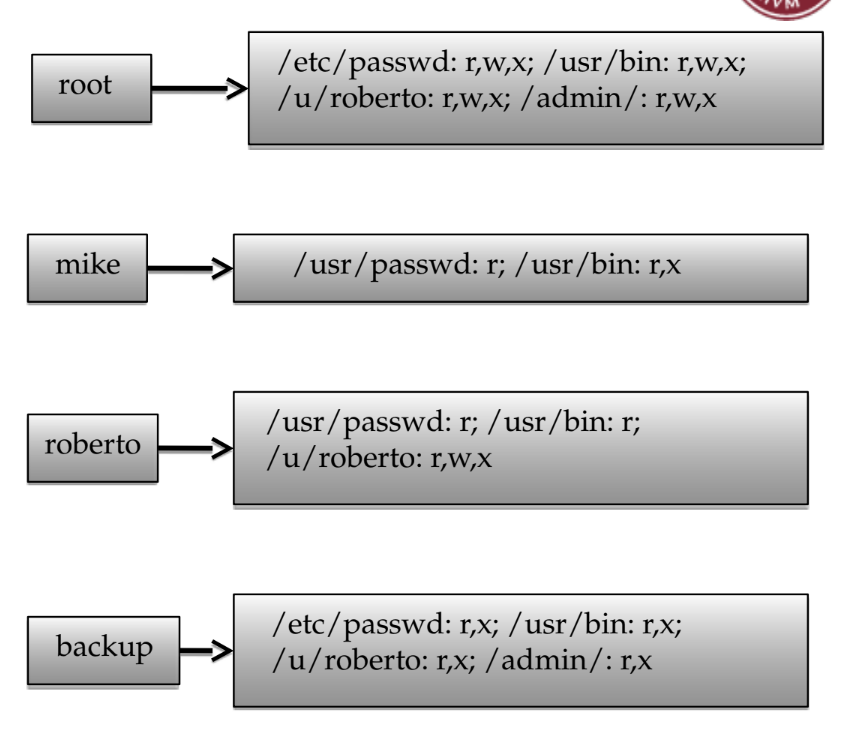 root
/etc/passwd: r,w,x; /usr/bin: r,w,x;
/u/roberto: r,w,x; /admin/: r,w,x
mike
/usr/passwd: r; /usr/bin: r,x
roberto
/usr/passwd: r; /usr/bin: r;
/u/roberto: r,w,x
backup
/etc/passwd: r,x; /usr/bin: r,x;
/u/roberto: r,x; /admin/: r,x